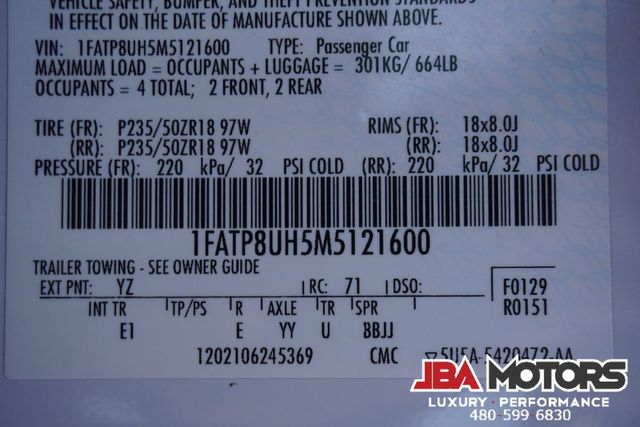 VEHICLE SAFETY, BUMPER, AND THEFT PREVENTION STANDARDS
IN EFFECT ON THE DATE OF MANUFACTURE SHOWN ABOVE.
VIN: 1FATP8UH5M5121600 TYPE: Passenger Car
MAXIMUM LOAD = OCCUPANTS + LUGGAGE = 301KG/ 664LB
OCCUPANTS = 4 TOTAL; 2 FRONT, 2 REAR
TIRE (FR): P235/50ZR18 97W RIMS (FR): 18x8.0J
(RR): P235/50ZR18 97W (RR): 18x8.0J
PRESSURE (FR): 220 kPa/ 32 PSI COLD (RR): 220 kPa/ 32 PSI COLD
1FATP8UH5M5121600
TRAILER TOWING - SEE OWNER GUIDE
EXT PNT: YZ RC: 71 DSO: F0129
INT TR TP/PS R AXLE TR SPR R0151
E1 E YY U BBJJ
1202106245369 CMC ▽5U5A-5420472-AA
JBA MOTORS
LUXURY · PERFORMANCE
480-599-6830